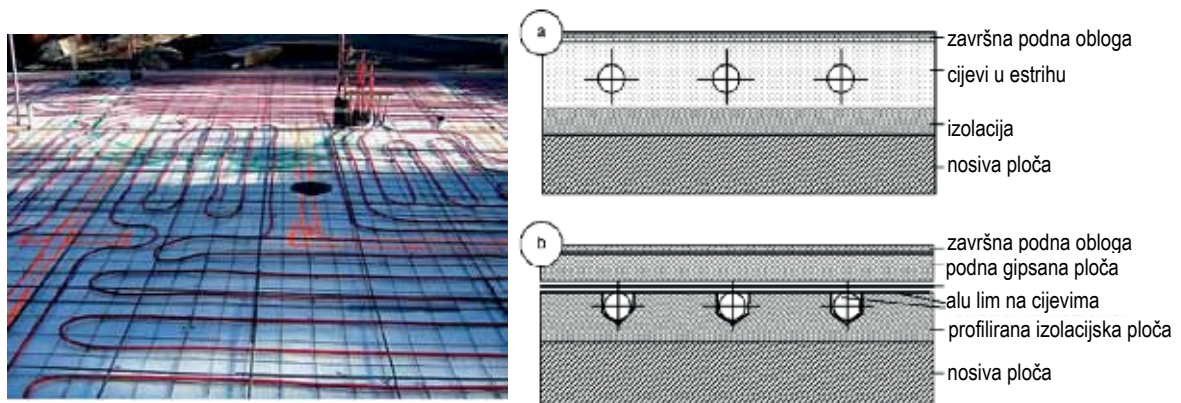 a
završna podna obloga
cijevi u estrihu
izolacija
nosiva ploča
b
završna podna obloga
podna gipsana ploča
alu lim na cijevima
profilirana izolacijska ploča
nosiva ploča